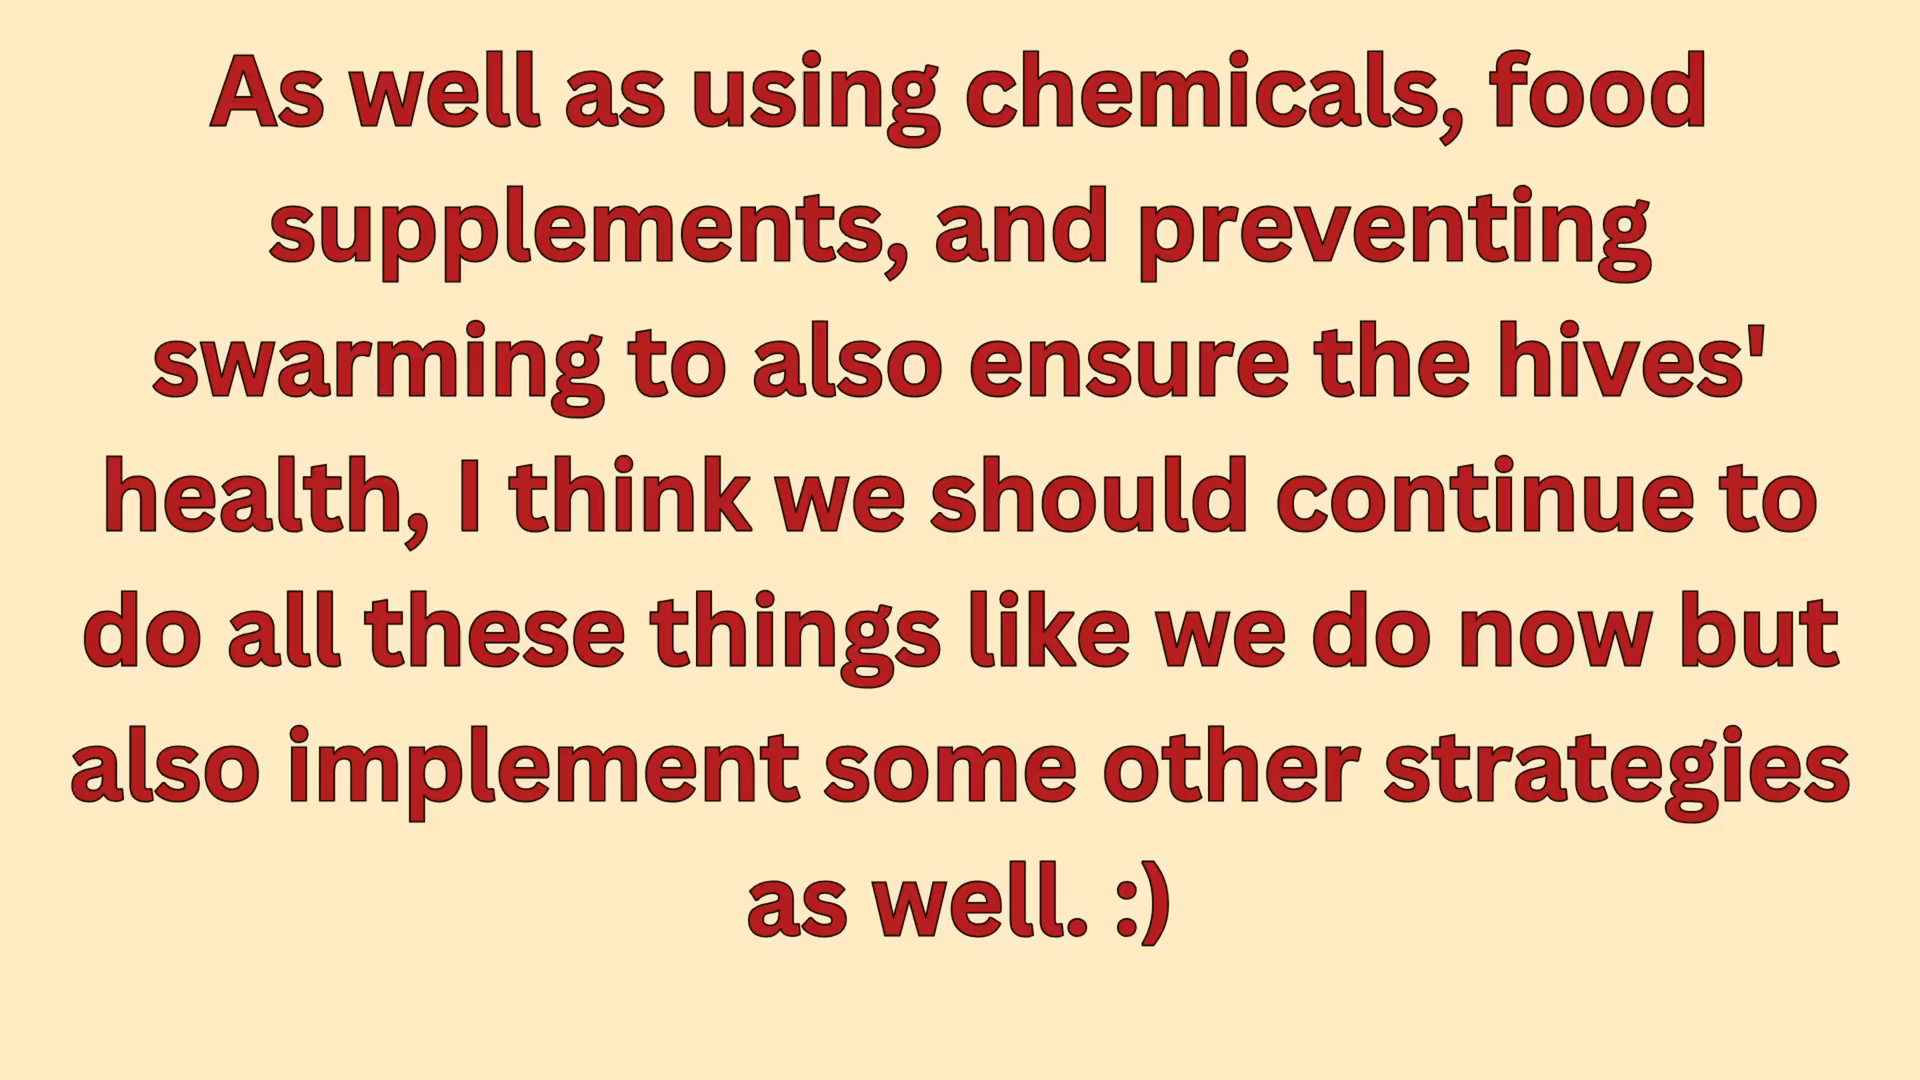 As well as using chemicals, food
supplements, and preventing
swarming to also ensure the hives'
health, I think we should continue to
do all these things like we do now but
also implement some other strategies
as well. :)